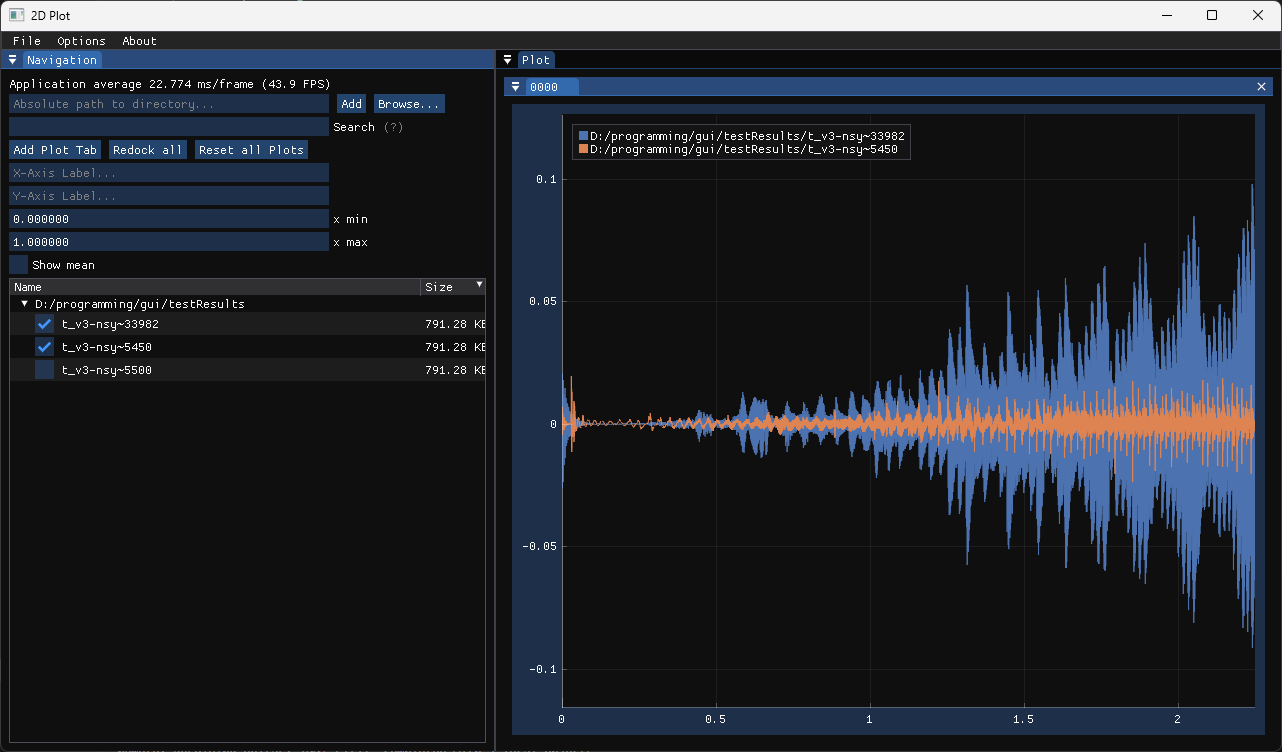 2D Plot
File Options About
Navigation
Application average 22.774 ms/frame (43.9 FPS)
Absolute path to directory... Add Browse...
Search (?)
Add Plot Tab Redock all Reset all Plots
X-Axis Label...
Y-Axis Label...
0.000000 x min
1.000000 x max
Show mean
Name Size
D:/programming/gui/testResults
t_v3-nsy~33982 791.28 KB
t_v3-nsy~5450 791.28 KB
t_v3-nsy~5500 791.28 KB
Plot
0000
D:/programming/gui/testResults/t_v3-nsy~33982
D:/programming/gui/testResults/t_v3-nsy~5450
0.1
0.05
0
-0.05
-0.1
0 0.5 1 1.5 2